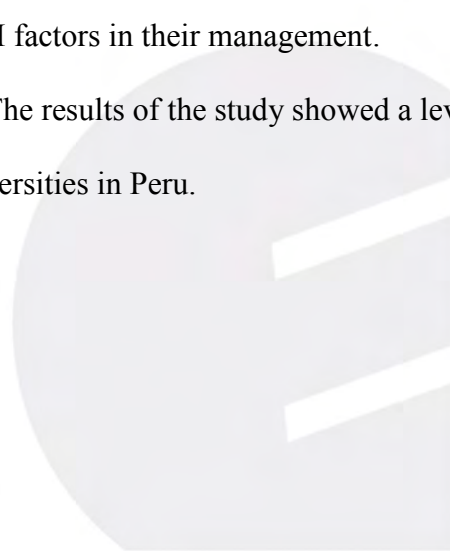 factors in their management.
The results of the study showed a lev
ersities in Peru.